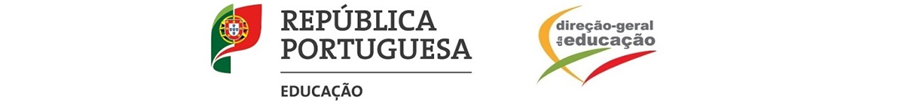 REPÚBLICA
PORTUGUESA
EDUCAÇÃO
direção-geral
da educação